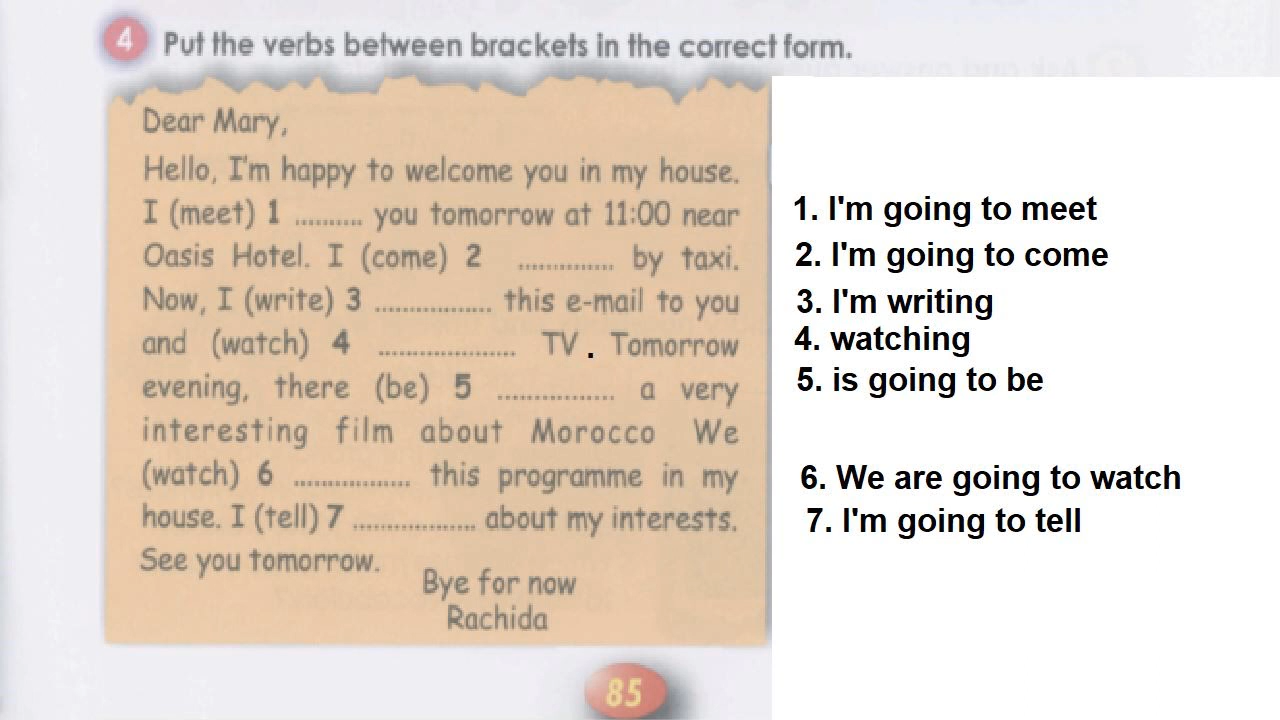 4 Put the verbs between brackets in the correct form.
Dear Mary,
Hello, I'm happy to welcome you in my house.
I (meet) 1 .......... you tomorrow at 11:00 near
Oasis Hotel. I (come) 2 .............. by taxi.
Now, I (write) 3 ................. this e-mail to you
and (watch) 4 .................... TV . Tomorrow
evening, there (be) 5 ................. a very
interesting film about Morocco We
(watch) 6 ................. this programme in my
house. I (tell) 7 .................. about my interests.
See you tomorrow.
Bye for now
Rachida
85
1. I'm going to meet
2. I'm going to come
3. I'm writing
4. watching
5. is going to be
6. We are going to watch
7. I'm going to tell